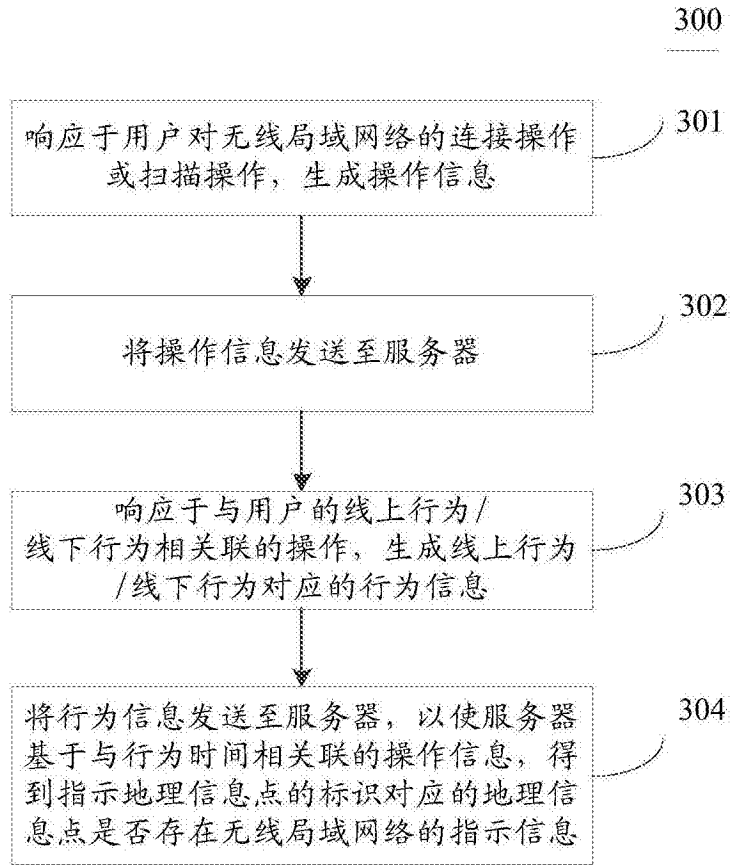 300
响应于用户对无线局域网络的连接操作
或扫描操作，生成操作信息
301
将操作信息发送至服务器
302
响应于与用户的线上行为/
线下行为相关联的操作，生成线上行为
/线下行为对应的行为信息
303
将行为信息发送至服务器，以使服务器
基于与行为时间相关联的操作信息，得
到指示地理信息点的标识对应的地理信
息点是否存在无线局域网络的指示信息
304